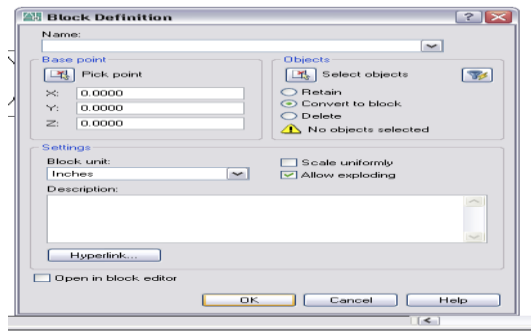 Block Definition
Name:
Base point
Pick point
X: 0.0000
Y: 0.0000
Z: 0.0000
Objects
Select objects
Retain
Convert to block
Delete
No objects selected
Settings
Block unit:
Inches
Scale uniformly
Allow exploding
Description:
Hyperlink...
Open in block editor
OK Cancel Help